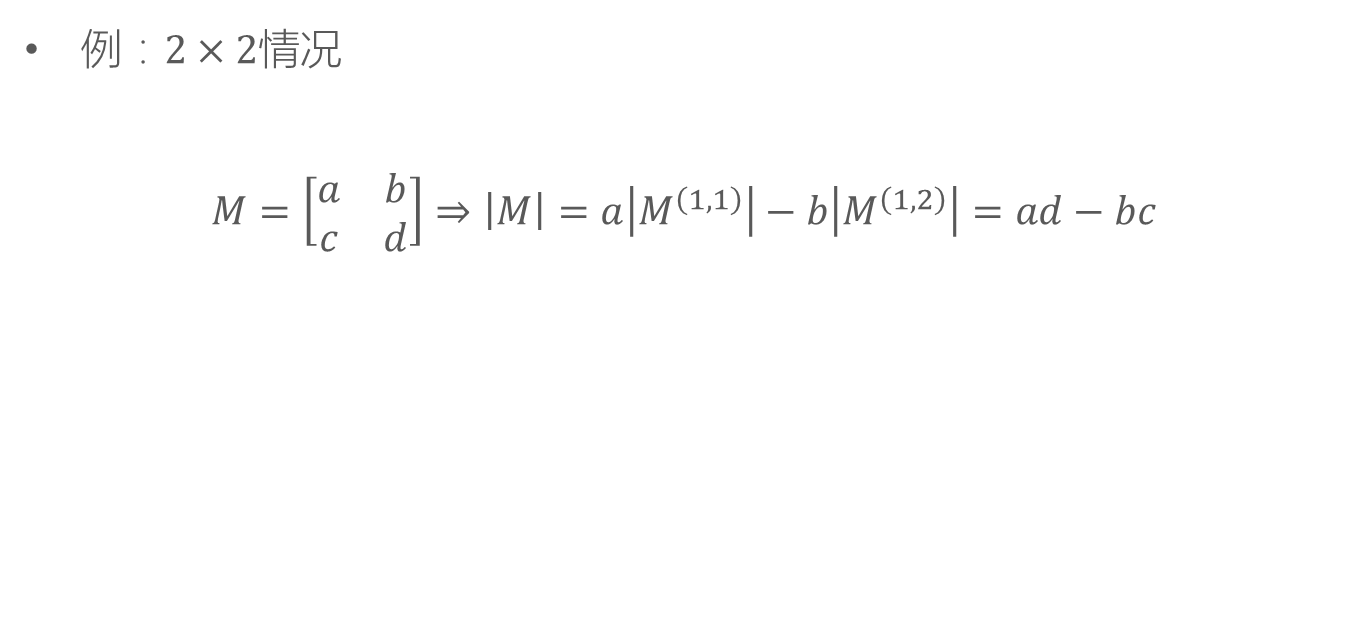 • 例：2 × 2情况
M = [a b; c d] ⇒ |M| = a|M^(1,1)| − b|M^(1,2)| = ad − bc